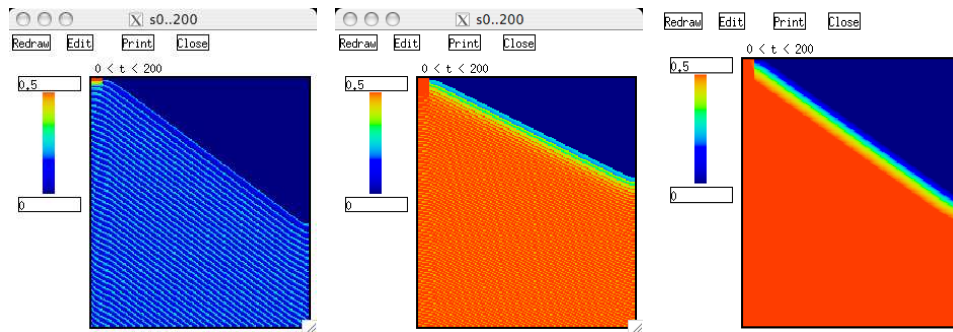 s0..200
Redraw Edit Print Close
0 < t < 200
0.5
0
s0..200
Redraw Edit Print Close
0 < t < 200
0.5
0
Redraw Edit Print Close
0 < t < 200
0.5
0